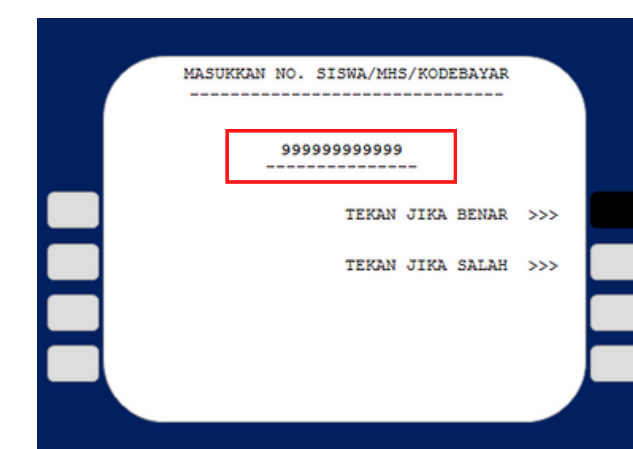 MASUKKAN NO. SISWA/MHS/KODEBAYAR
-------------------------------
999999999999
---------------
TEKAN JIKA BENAR >>>
TEKAN JIKA SALAH >>>